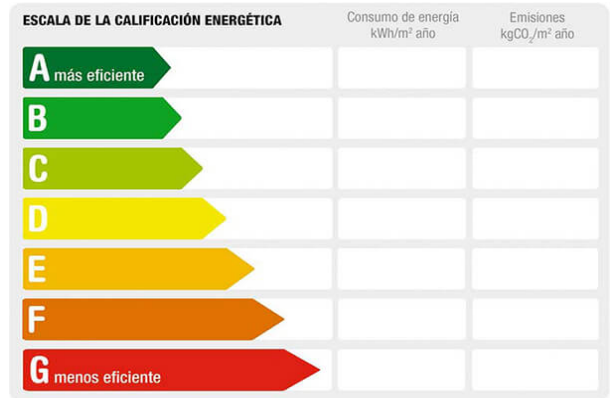 ESCALA DE LA CALIFICACIÓN ENERGÉTICA
Consumo de energía
kWh/m² año
Emisiones
kgCO₂/m² año
A más eficiente
B
C
D
E
F
G menos eficiente